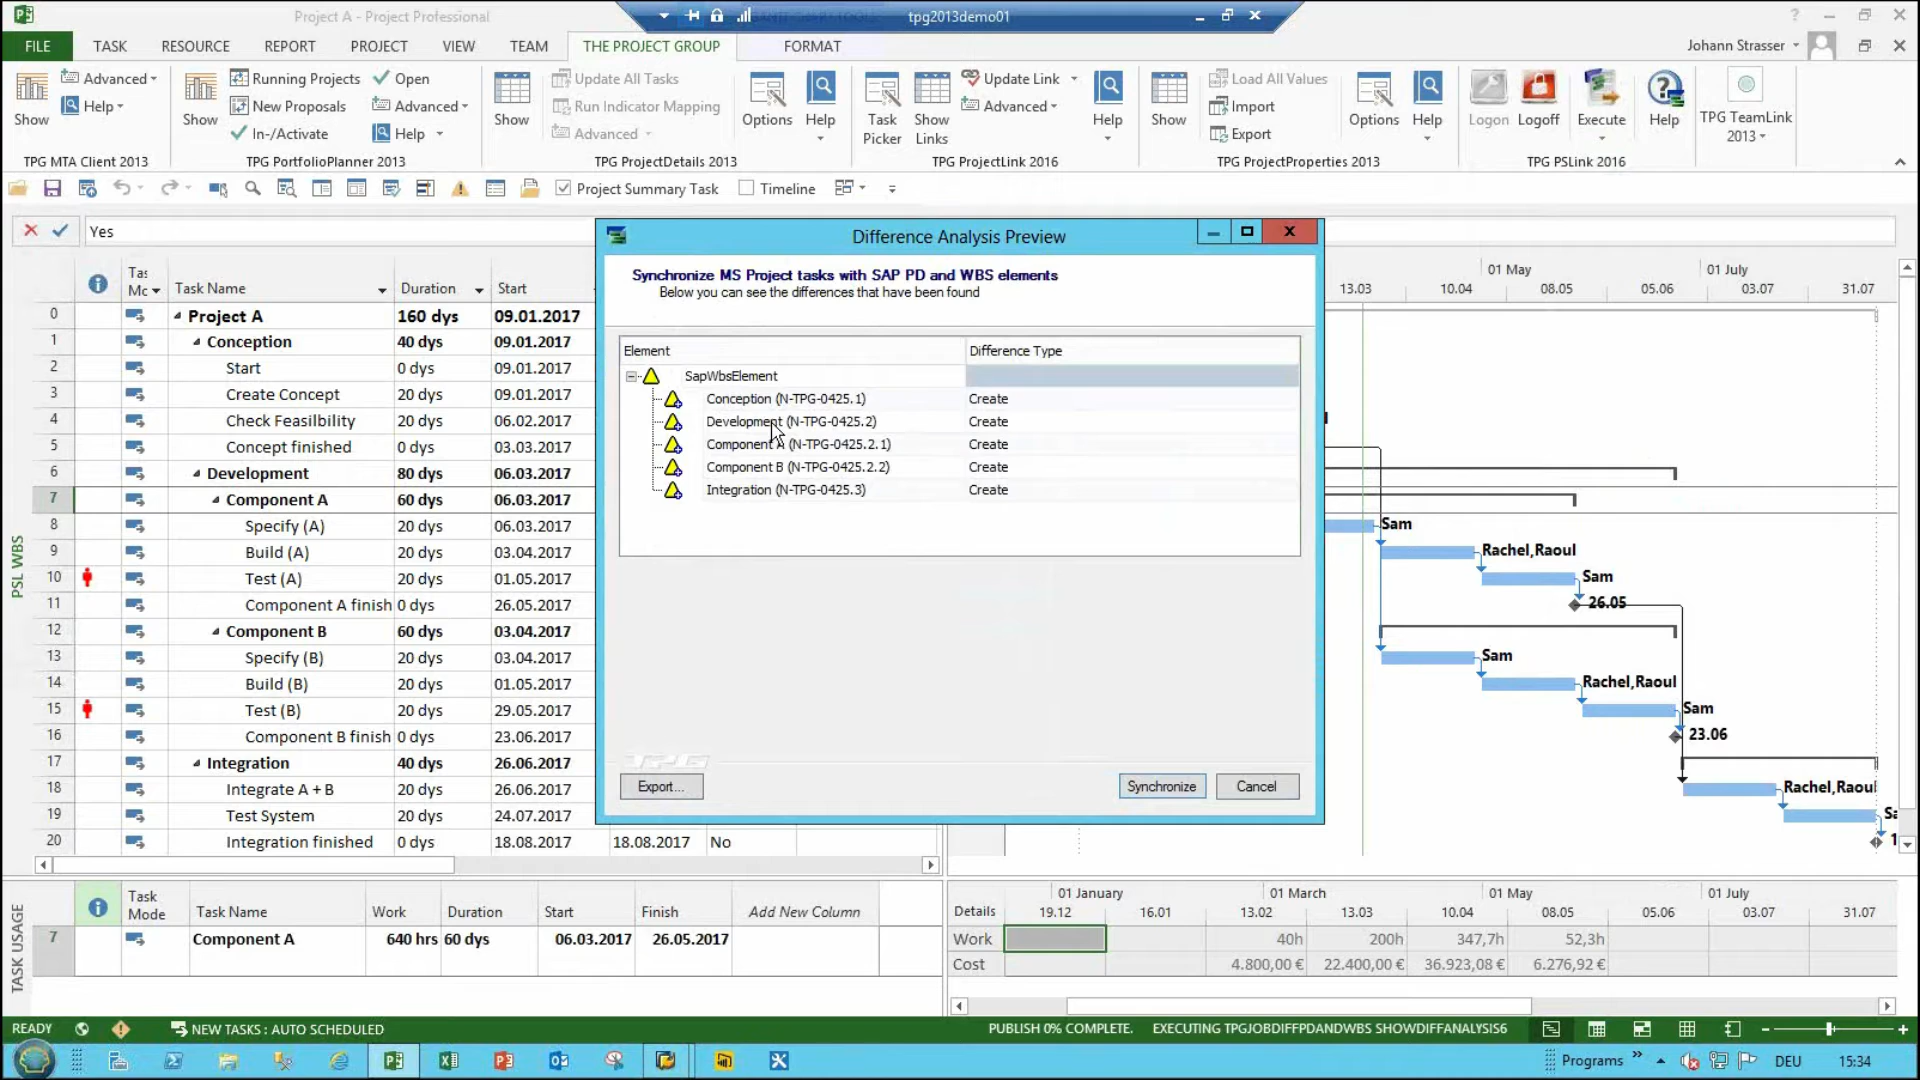 Project A - Project Professional
tpg2013demo01
FILE TASK RESOURCE REPORT PROJECT VIEW TEAM THE PROJECT GROUP FORMAT
Johann Strasser
Show
Advanced
Help
TPG MTA Client 2013
Show
Running Projects
New Proposals
In-/Activate
Open
Advanced
Help
TPG PortfolioPlanner 2013
Show
Update All Tasks
Run Indicator Mapping
Advanced
Options
Help
TPG ProjectDetails 2013
Task Picker
Show Links
Update Link
Advanced
Help
TPG ProjectLink 2016
Show
Load All Values
Import
Export
Options
Help
TPG ProjectProperties 2013
Logon
Logoff
Execute
Help
TPG PSLink 2016
TPG TeamLink 2013
Project Summary Task
Timeline
Yes
Task Name Duration Start
0 Project A 160 dys 09.01.2017
1 Conception 40 dys 09.01.2017
2 Start 0 dys 09.01.2017
3 Create Concept 20 dys 09.01.2017
4 Check Feasilbility 20 dys 06.02.2017
5 Concept finished 0 dys 03.03.2017
6 Development 80 dys 06.03.2017
7 Component A 60 dys 06.03.2017
8 Specify (A) 20 dys 06.03.2017
9 Build (A) 20 dys 03.04.2017
10 Test (A) 20 dys 01.05.2017
11 Component A finish 0 dys 26.05.2017
12 Component B 60 dys 03.04.2017
13 Specify (B) 20 dys 03.04.2017
14 Build (B) 20 dys 01.05.2017
15 Test (B) 20 dys 29.05.2017
16 Component B finish 0 dys 23.06.2017
17 Integration 40 dys 26.06.2017
18 Integrate A + B 20 dys 26.06.2017
19 Test System 20 dys 24.07.2017
20 Integration finished 0 dys 18.08.2017 18.08.2017 No
PSL WBS
Difference Analysis Preview
Synchronize MS Project tasks with SAP PD and WBS elements
Below you can see the differences that have been found
Element Difference Type
SapWbsElement
Conception (N-TPG-0425.1) Create
Development (N-TPG-0425.2) Create
Component A (N-TPG-0425.2.1) Create
Component B (N-TPG-0425.2.2) Create
Integration (N-TPG-0425.3) Create
TPG
Export...
Synchronize
Cancel
01 May 01 July
13.03 10.04 08.05 05.06 03.07 31.07
Sam
Rachel,Raoul
Sam
26.05
Sam
Rachel,Raoul
Sam
23.06
Rachel,Raoul
TASK USAGE
Task Mode
Task Name Work Duration Start Finish Add New Column
7 Component A 640 hrs 60 dys 06.03.2017 26.05.2017
01 January 01 March 01 May 01 July
Details 19.12 16.01 13.02 13.03 10.04 08.05 05.06 03.07 31.07
Work 40h 200h 347,7h 52,3h
Cost 4.800,00 € 22.400,00 € 36.923,08 € 6.276,92 €
READY
NEW TASKS : AUTO SCHEDULED
PUBLISH 0% COMPLETE.
EXECUTING TPGJOBDIFFPDANDWBS SHOWDIFFANALYSIS6
Programs
DEU
15:34